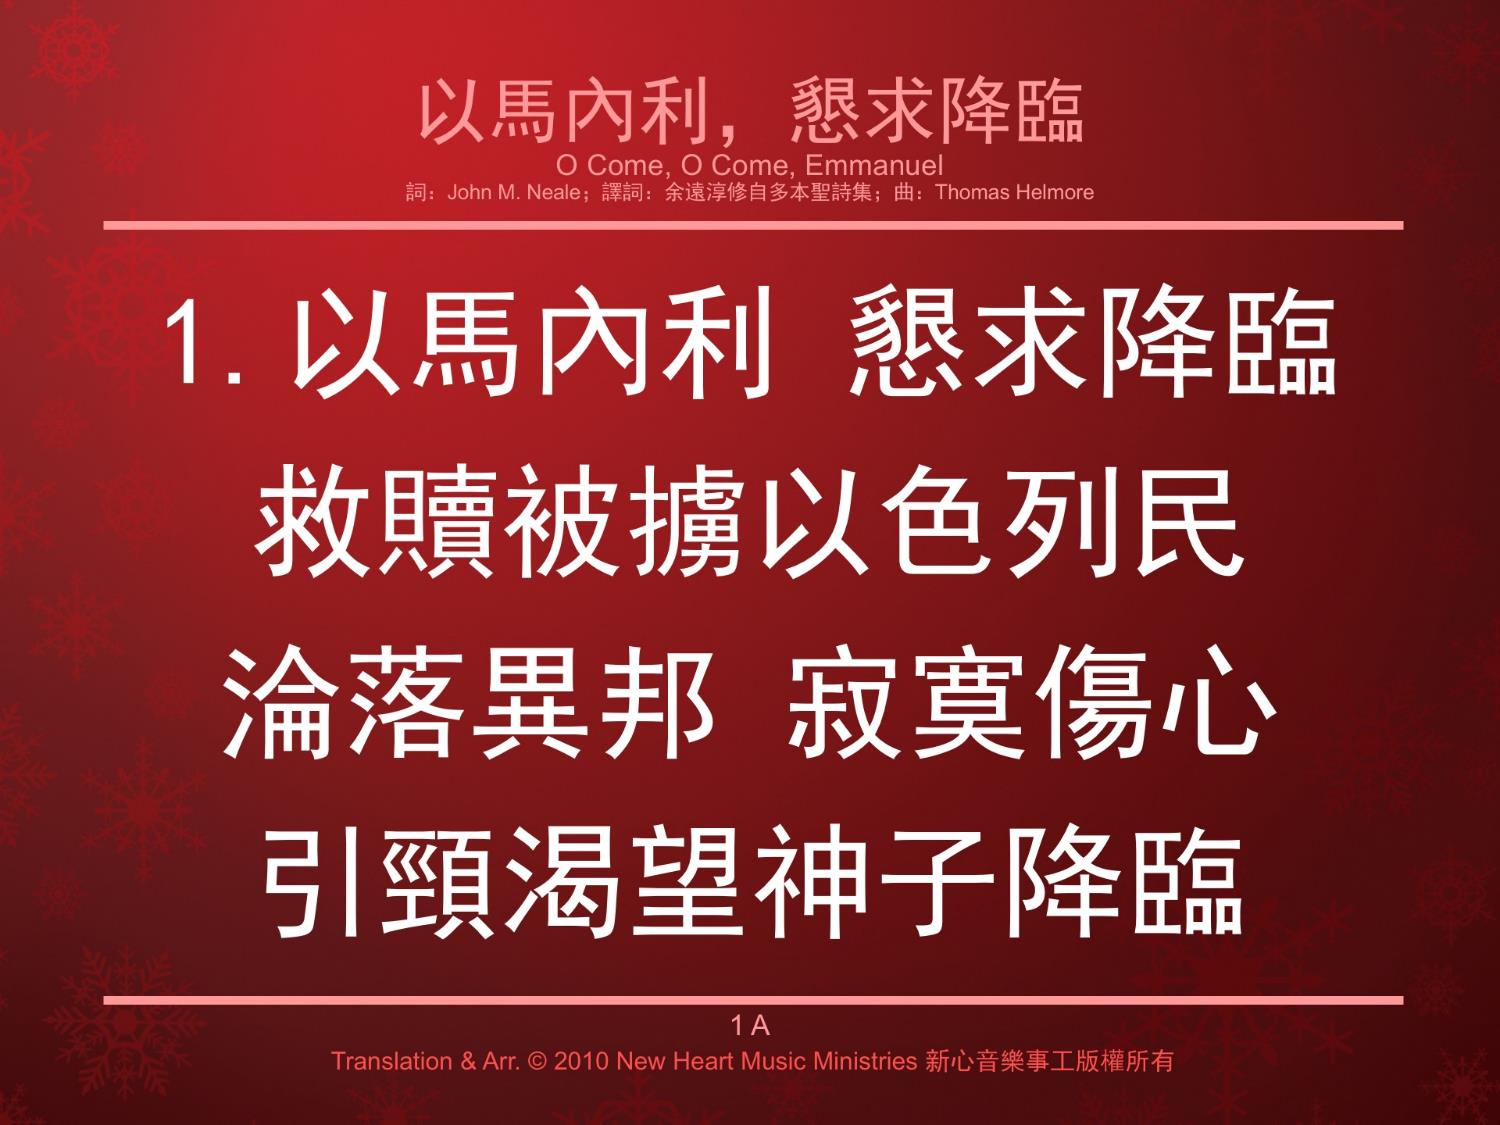 以馬內利，懇求降臨
O Come, O Come, Emmanuel
詞：John M. Neale；譯詞：余遠淳修自多本聖詩集；曲：Thomas Helmore
1.以馬內利 懇求降臨
救贖被擄以色列民
淪落異邦 寂寞傷心
引頸渴望神子降臨
1 A
Translation & Arr. © 2010 New Heart Music Ministries 新心音樂事工版權所有